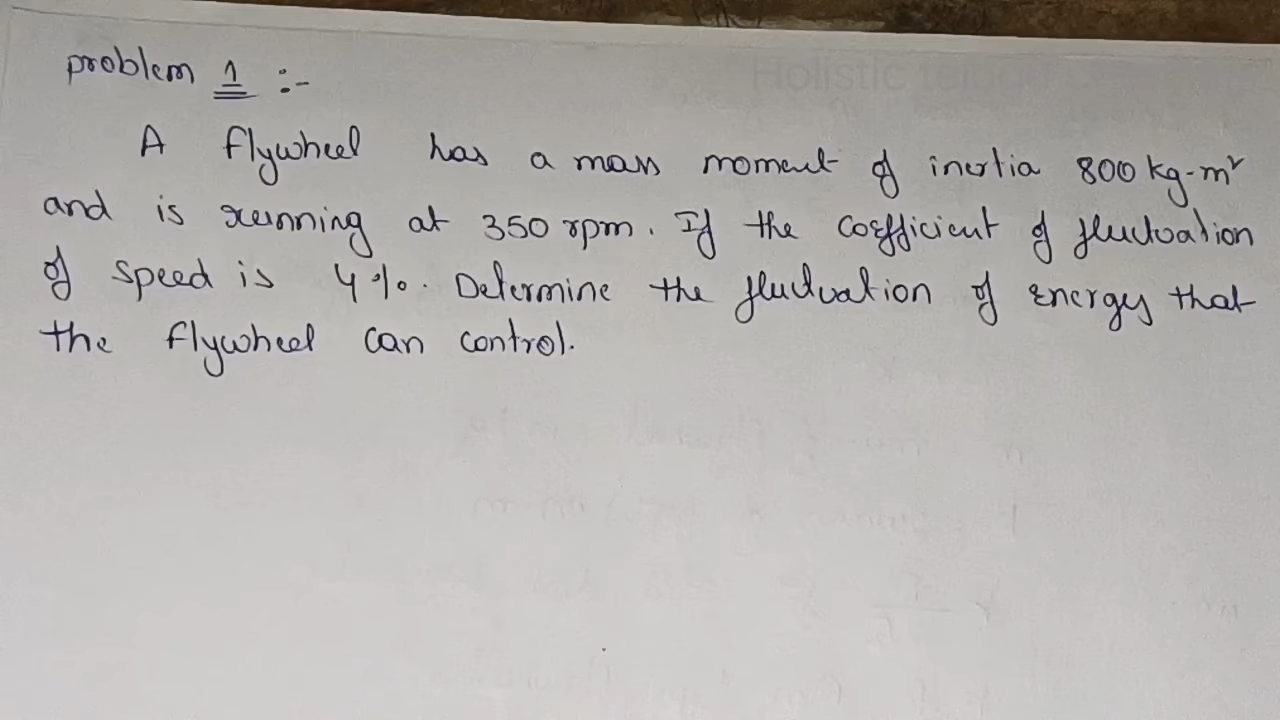 Holistic
problem 1 :-
A flywheel has a mass moment of inertia 800 kg-m²
and is running at 350 rpm. If the coefficient of fluctuation
of speed is 4%. Determine the fluctuation of energy that
the flywheel can control.